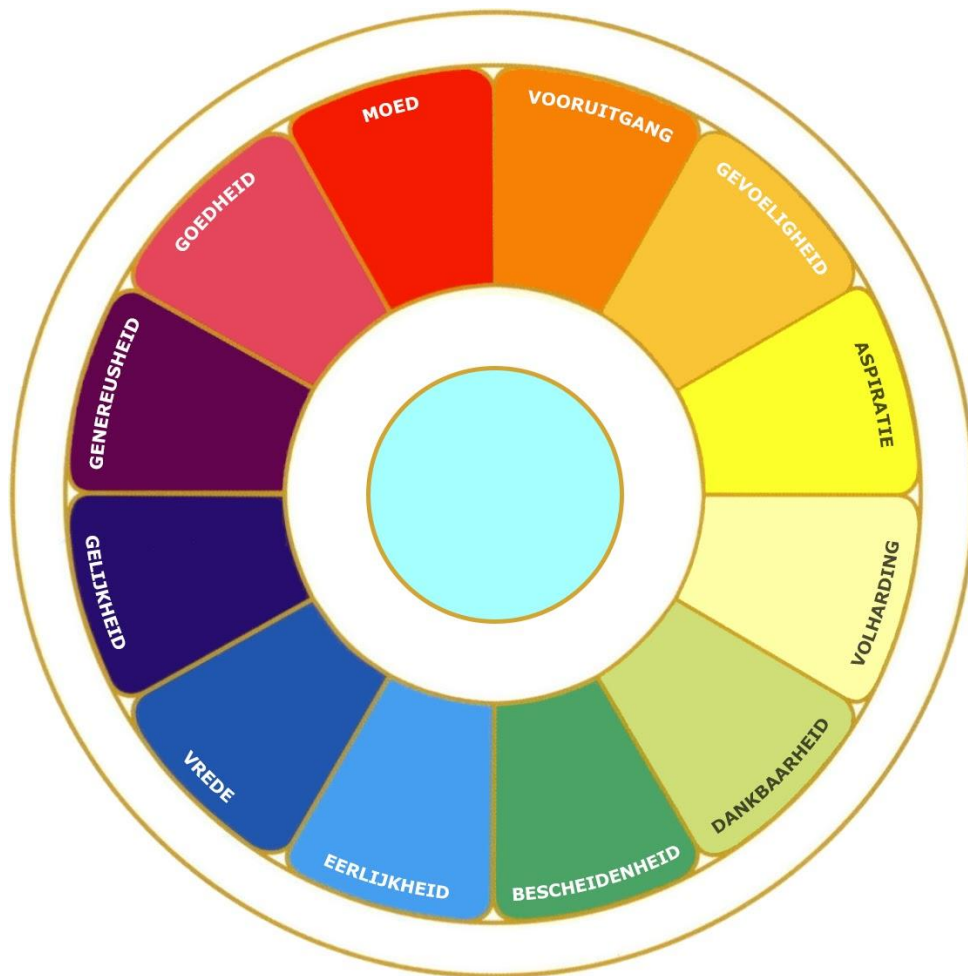 MOED
VOORUITGANG
GEVOELIGHEID
ASPIRATIE
VOLHARDING
DANKBAARHEID
BESCHEIDENHEID
EERLIJKHEID
VREDE
GELIJKHEID
GENEREUSHEID
GOEDHEID